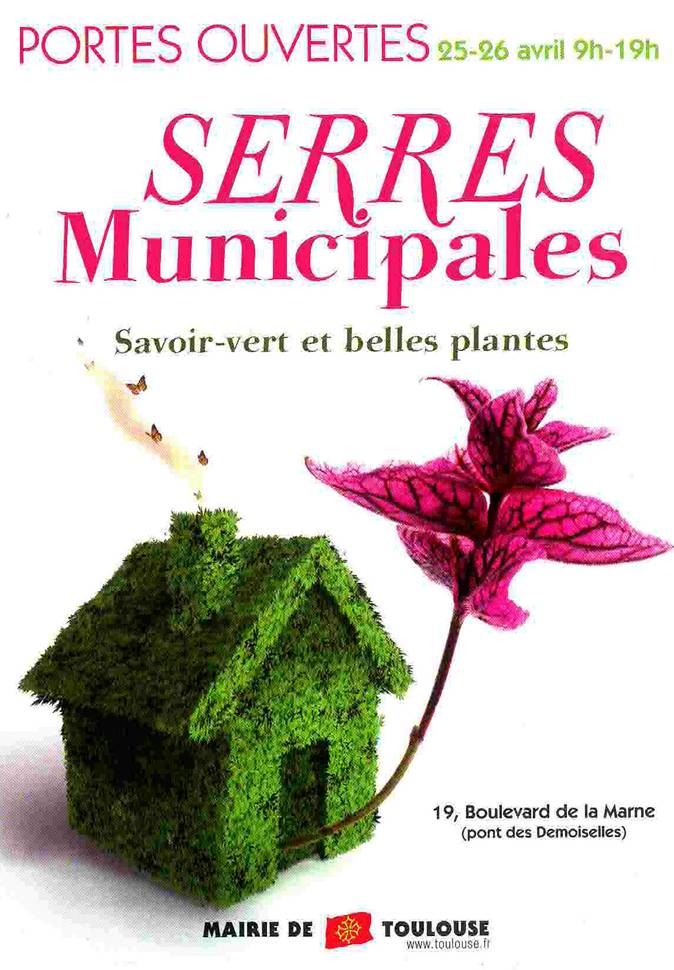 PORTES OUVERTES 25-26 avril 9h-19h
SERRES
Municipales
Savoir-vert et belles plantes
19, Boulevard de la Marne
(pont des Demoiselles)
MAIRIE DE TOULOUSE
www.toulouse.fr